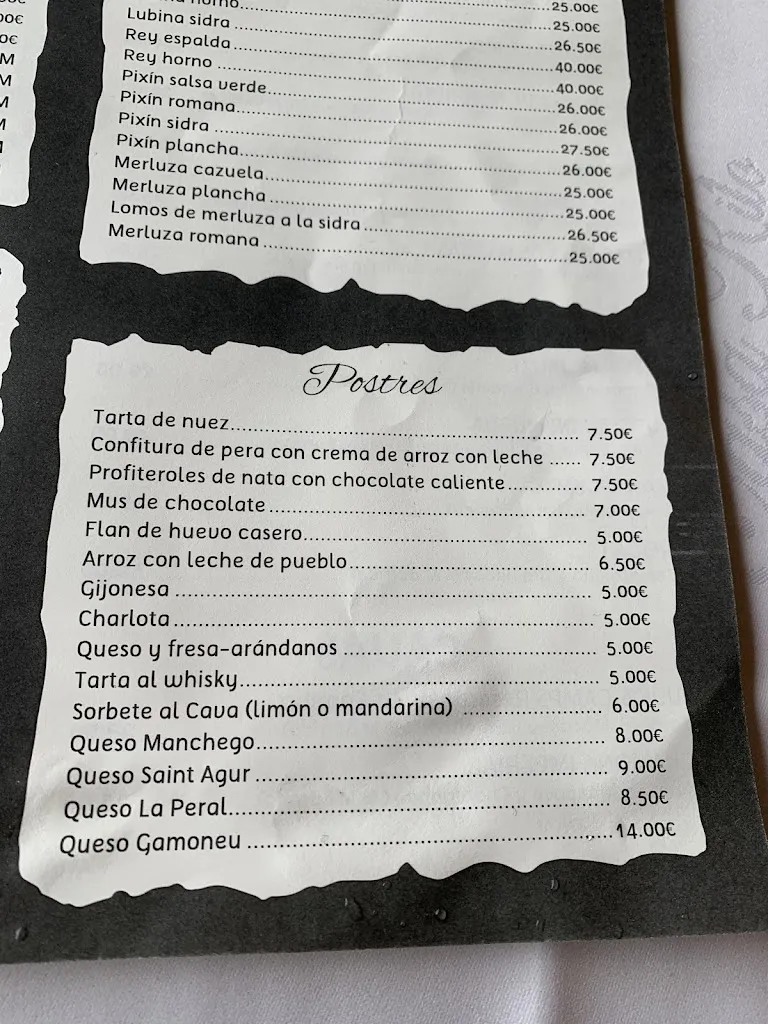 25.00€
horno 25.00€
Lubina sidra 26.50€
Rey espalda 40.00€
Rey horno 40.00€
Pixín salsa verde 26.00€
Pixín romana 26.00€
Pixín sidra 27.50€
Pixín plancha 26.00€
Merluza cazuela 25.00€
Merluza plancha 25.00€
Lomos de merluza a la sidra 26.50€
Merluza romana 25.00€
Postres
Tarta de nuez 7.50€
Confitura de pera con crema de arroz con leche 7.50€
Profiteroles de nata con chocolate caliente 7.50€
Mus de chocolate 7.00€
Flan de huevo casero 5.00€
Arroz con leche de pueblo 6.50€
Gijonesa 5.00€
Charlota 5.00€
Queso y fresa-arándanos 5.00€
Tarta al whisky 5.00€
Sorbete al Cava (limón o mandarina) 6.00€
Queso Manchego 8.00€
Queso Saint Agur 9.00€
Queso La Peral 8.50€
Queso Gamoneu 14.00€